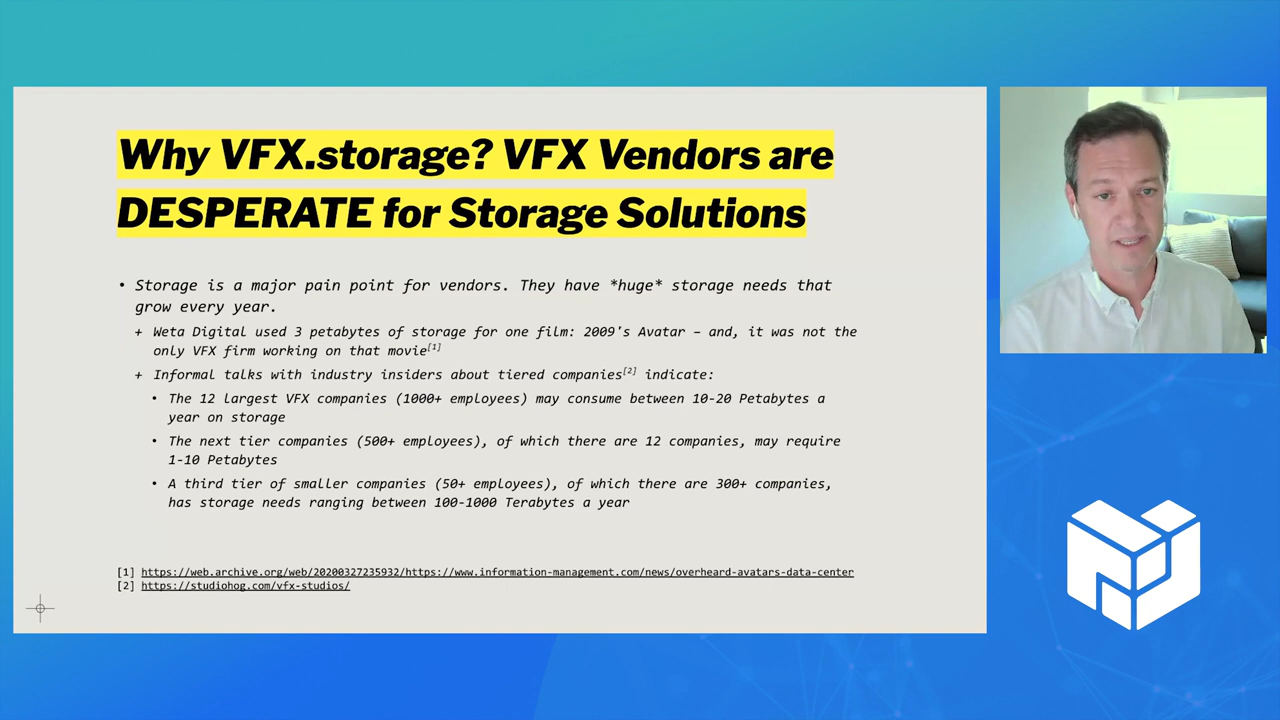 Why VFX.storage? VFX Vendors are
DESPERATE for Storage Solutions
• Storage is a major pain point for vendors. They have *huge* storage needs that
grow every year.
+ Weta Digital used 3 petabytes of storage for one film: 2009's Avatar – and, it was not the
only VFX firm working on that movie[1]
+ Informal talks with industry insiders about tiered companies[2] indicate:
• The 12 largest VFX companies (1000+ employees) may consume between 10-20 Petabytes a
year on storage
• The next tier companies (500+ employees), of which there are 12 companies, may require
1-10 Petabytes
• A third tier of smaller companies (50+ employees), of which there are 300+ companies,
has storage needs ranging between 100-1000 Terabytes a year
[1] https://web.archive.org/web/20200327235932/https://www.information-management.com/news/overheard-avatars-data-center
[2] https://studiohog.com/vfx-studios/